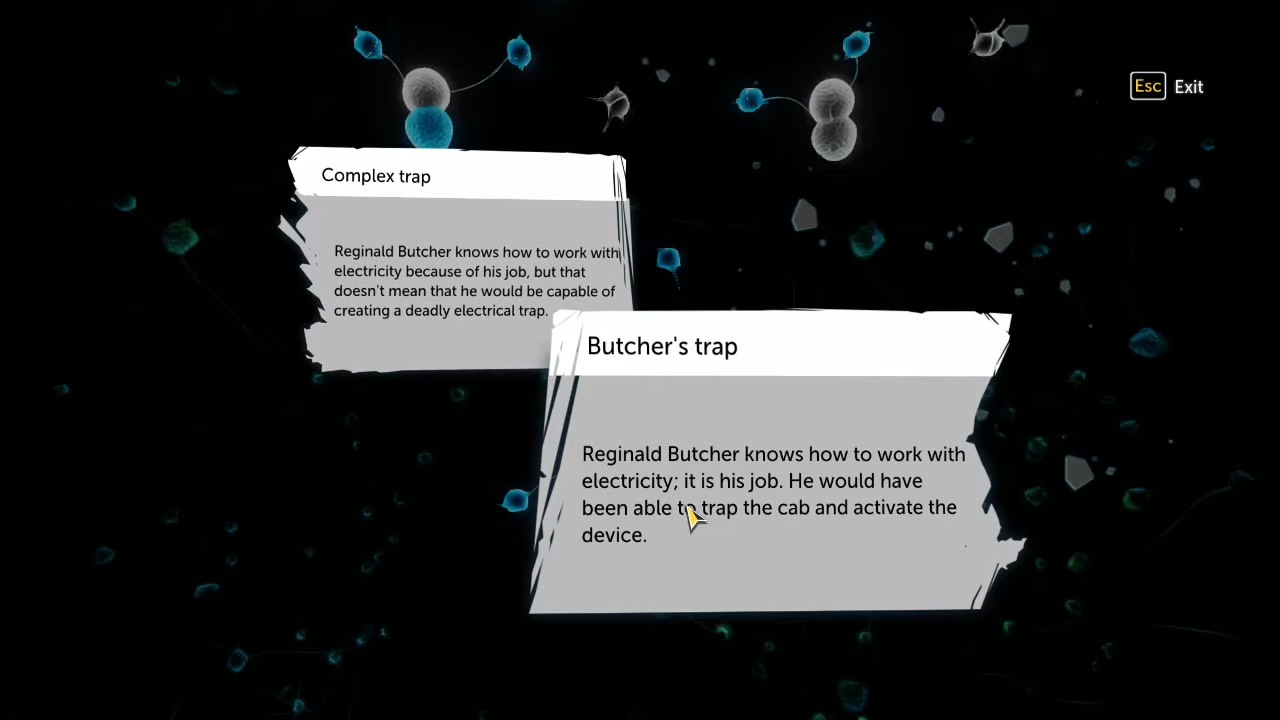 Esc Exit
Complex trap
Reginald Butcher knows how to work with
electricity because of his job, but that
doesn't mean that he would be capable of
creating a deadly electrical trap.
Butcher's trap
Reginald Butcher knows how to work with
electricity; it is his job. He would have
been able to trap the cab and activate the
device.